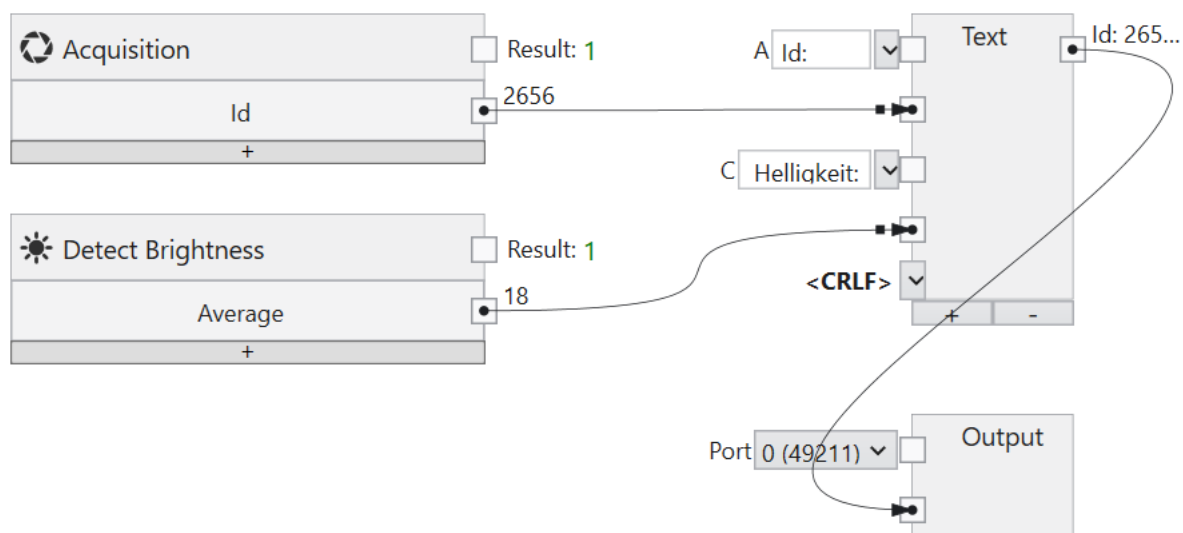 Acquisition
Result: 1
Id
2656
+
Detect Brightness
Result: 1
Average
18
+
A
Id:
C
Helligkeit:
<CRLF>
Text
Id: 265...
+
-
Port
0 (49211)
Output